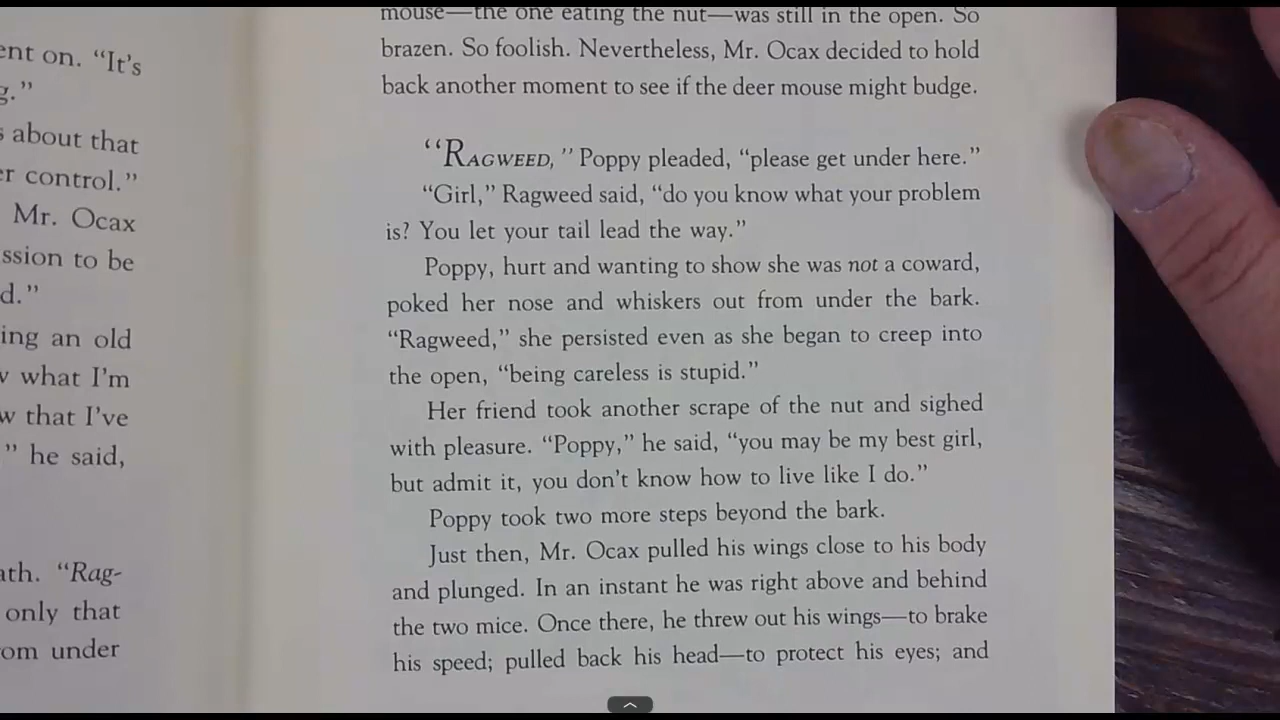 ent on. “It’s
g.”
s about that
er control.”
Mr. Ocax
ssion to be
d.”
ing an old
w what I’m
w that I’ve
” he said,
ath. “Rag-
only that
om under
mouse—the one eating the nut—was still in the open. So
brazen. So foolish. Nevertheless, Mr. Ocax decided to hold
back another moment to see if the deer mouse might budge.
“RAGWEED,” Poppy pleaded, “please get under here.”
“Girl,” Ragweed said, “do you know what your problem
is? You let your tail lead the way.”
Poppy, hurt and wanting to show she was not a coward,
poked her nose and whiskers out from under the bark.
“Ragweed,” she persisted even as she began to creep into
the open, “being careless is stupid.”
Her friend took another scrape of the nut and sighed
with pleasure. “Poppy,” he said, “you may be my best girl,
but admit it, you don’t know how to live like I do.”
Poppy took two more steps beyond the bark.
Just then, Mr. Ocax pulled his wings close to his body
and plunged. In an instant he was right above and behind
the two mice. Once there, he threw out his wings—to brake
his speed; pulled back his head—to protect his eyes; and